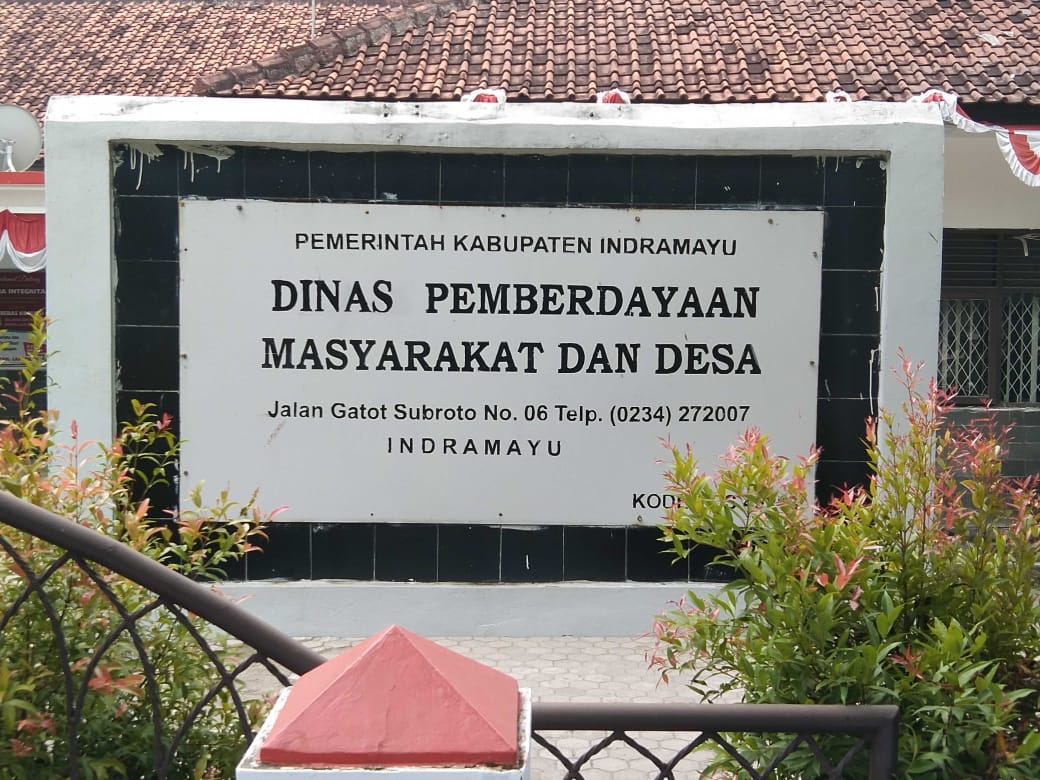 PEMERINTAH KABUPATEN INDRAMAYU
DINAS PEMBERDAYAAN
MASYARAKAT DAN DESA
Jalan Gatot Subroto No. 06 Telp. (0234) 272007
INDRAMAYU